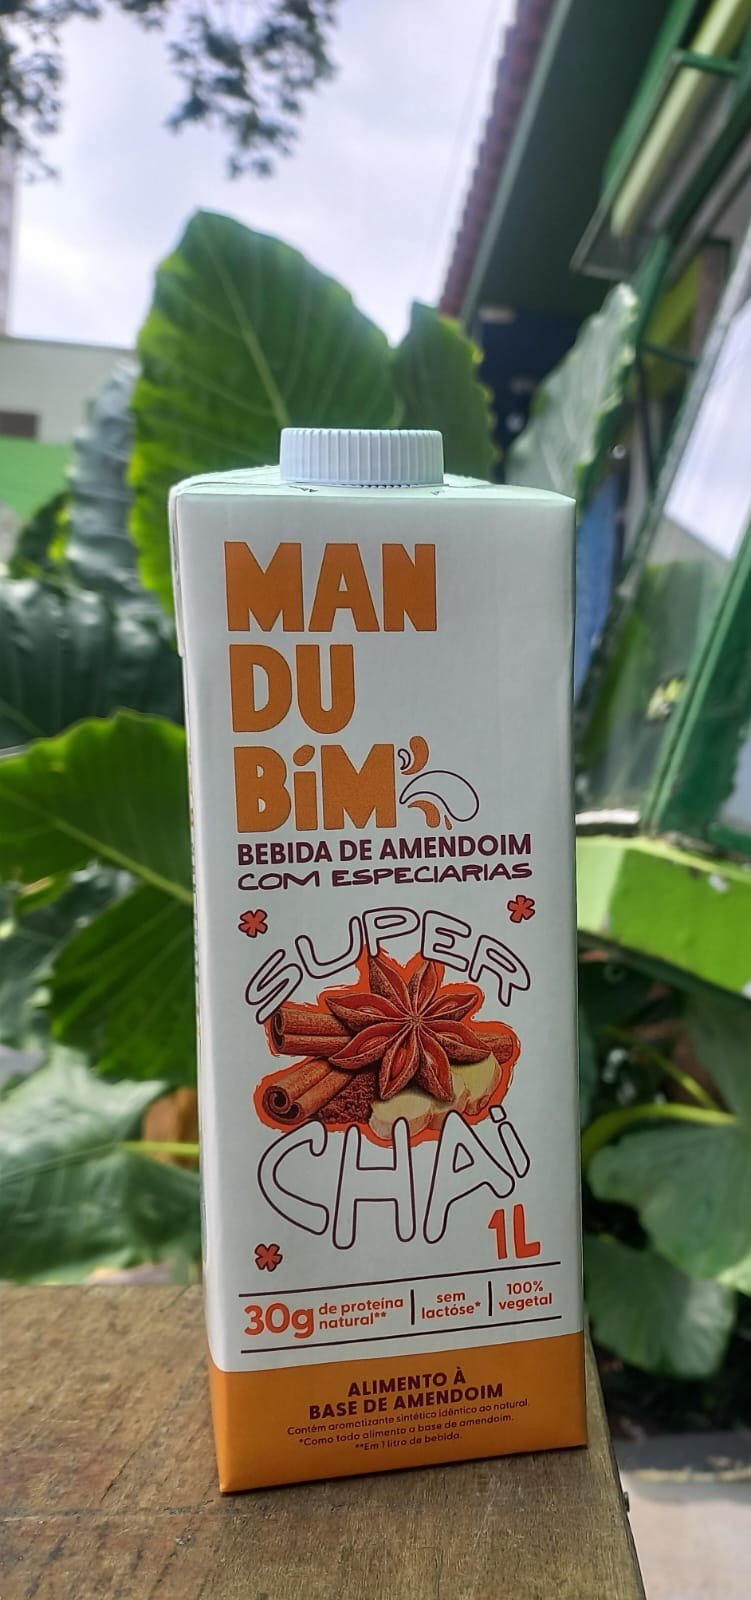 MAN
DU
BíM
BEBIDA DE AMENDOIM
COM ESPECIARIAS
SUPER
CHAi
1L
30g de proteína natural**
sem lactóse*
100% vegetal
ALIMENTO À
BASE DE AMENDOIM
Contém aromatizante sintético idêntico ao natural.
*Como todo alimento a base de amendoim.
**Em 1 litro de bebida.